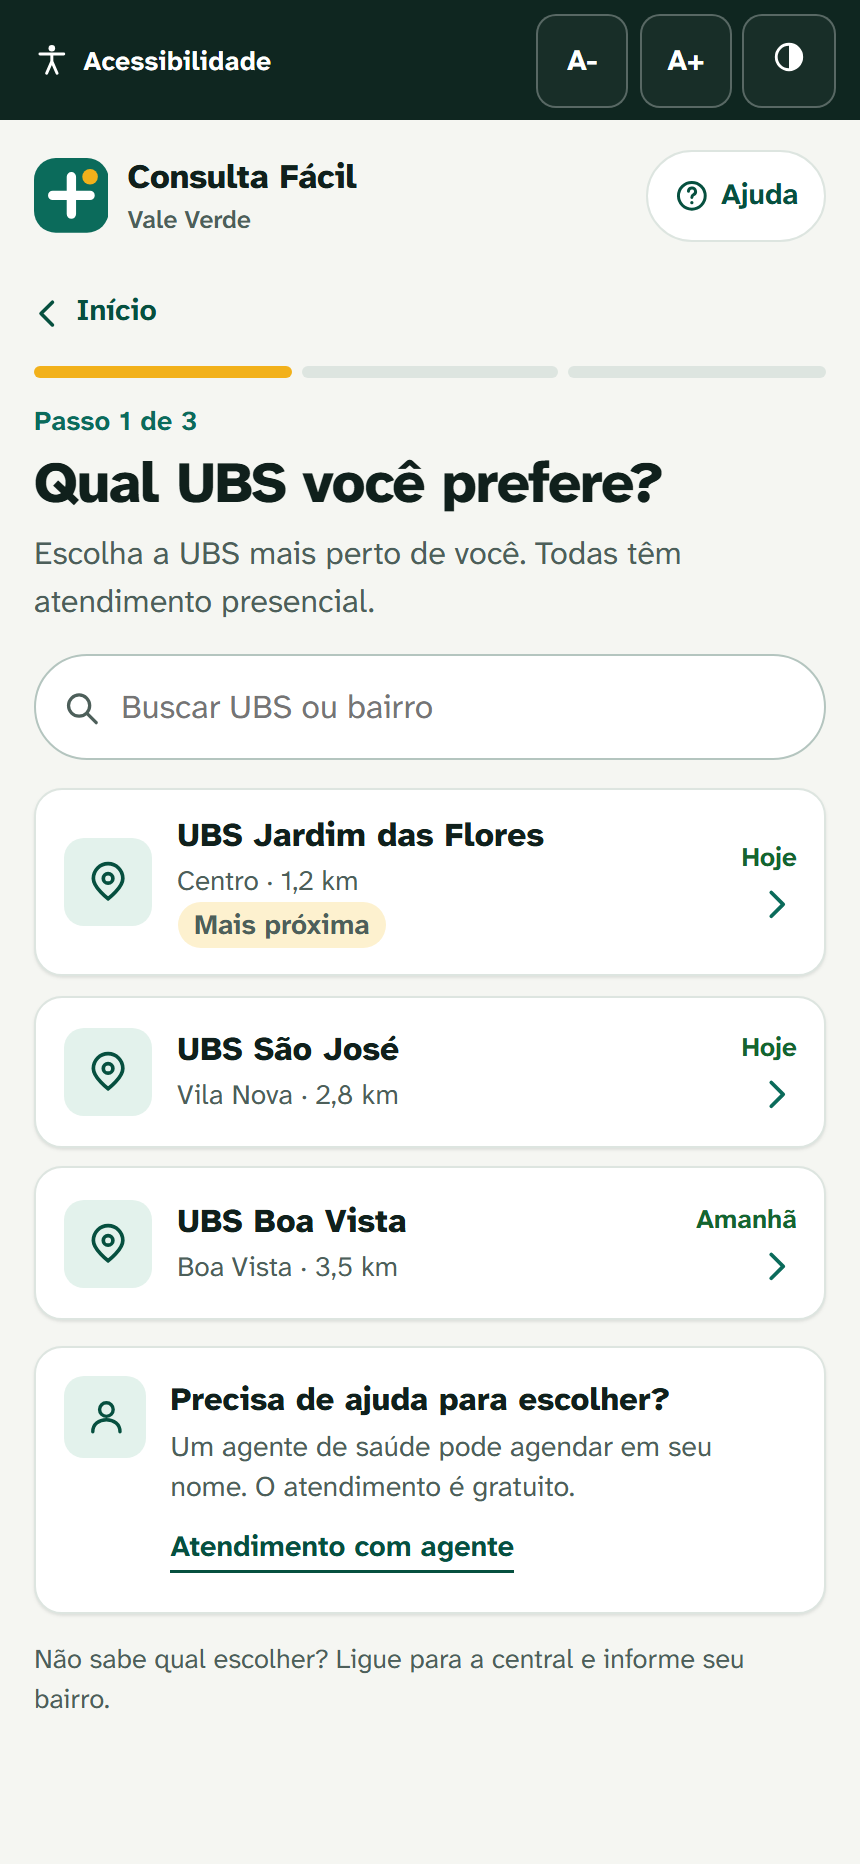 Acessibilidade
A-
A+
Consulta Fácil
Vale Verde
Ajuda
Início
Passo 1 de 3
Qual UBS você prefere?
Escolha a UBS mais perto de você. Todas têm
atendimento presencial.
Buscar UBS ou bairro
UBS Jardim das Flores
Centro · 1,2 km
Mais próxima
Hoje
UBS São José
Vila Nova · 2,8 km
Hoje
UBS Boa Vista
Boa Vista · 3,5 km
Amanhã
Precisa de ajuda para escolher?
Um agente de saúde pode agendar em seu
nome. O atendimento é gratuito.
Atendimento com agente
Não sabe qual escolher? Ligue para a central e informe seu
bairro.